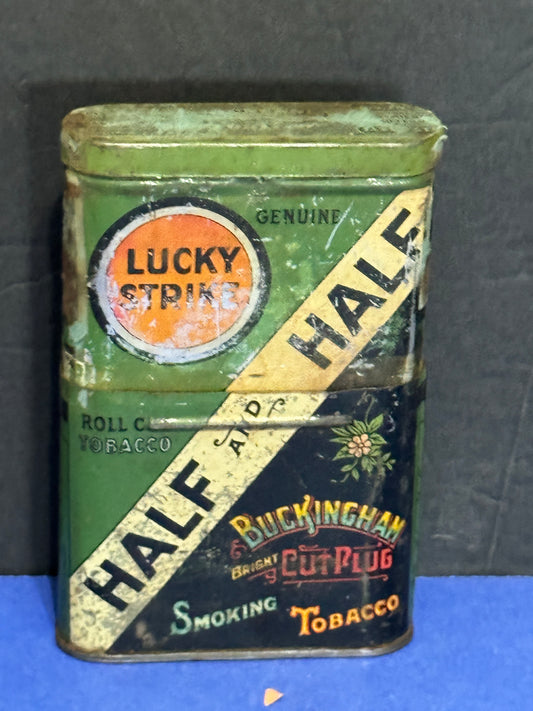 GENUINE
LUCKY
STRIKE
HALF AND HALF
ROLL C
TOBACCO
BUCKINGHAM
BRIGHT CUT PLUG
SMOKING TOBACCO